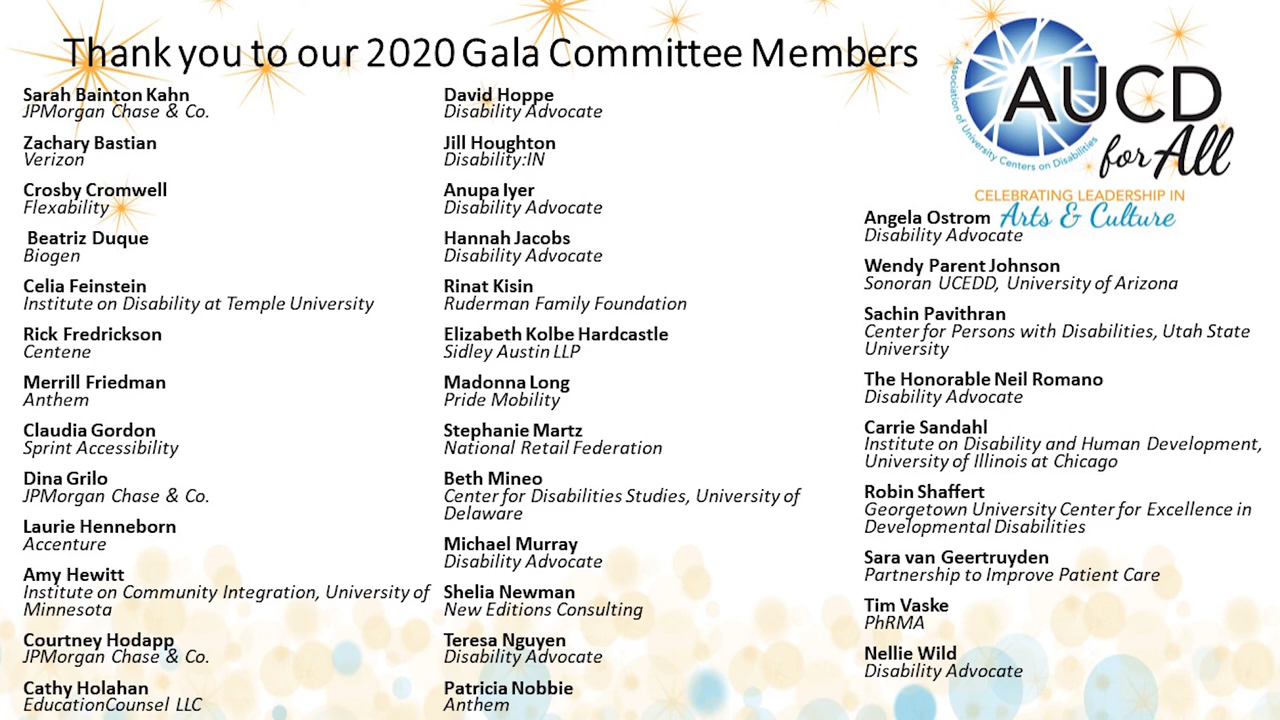 Thank you to our 2020 Gala Committee Members
Sarah Bainton Kahn
JPMorgan Chase & Co.
Zachary Bastian
Verizon
Crosby Cromwell
Flexability
Beatriz Duque
Biogen
Celia Feinstein
Institute on Disability at Temple University
Rick Fredrickson
Centene
Merrill Friedman
Anthem
Claudia Gordon
Sprint Accessibility
Dina Grilo
JPMorgan Chase & Co.
Laurie Henneborn
Accenture
Amy Hewitt
Institute on Community Integration, University of
Minnesota
Courtney Hodapp
JPMorgan Chase & Co.
Cathy Holahan
EducationCounsel LLC
David Hoppe
Disability Advocate
Jill Houghton
Disability:IN
Anupa Iyer
Disability Advocate
Hannah Jacobs
Disability Advocate
Rinat Kisin
Ruderman Family Foundation
Elizabeth Kolbe Hardcastle
Sidley Austin LLP
Madonna Long
Pride Mobility
Stephanie Martz
National Retail Federation
Beth Mineo
Center for Disabilities Studies, University of
Delaware
Michael Murray
Disability Advocate
Shelia Newman
New Editions Consulting
Teresa Nguyen
Disability Advocate
Patricia Nobbie
Anthem
AUCD
for All
Association of University Centers on Disabilities
CELEBRATING LEADERSHIP IN
Arts & Culture
Angela Ostrom
Disability Advocate
Wendy Parent Johnson
Sonoran UCEDD, University of Arizona
Sachin Pavithran
Center for Persons with Disabilities, Utah State
University
The Honorable Neil Romano
Disability Advocate
Carrie Sandahl
Institute on Disability and Human Development,
University of Illinois at Chicago
Robin Shaffert
Georgetown University Center for Excellence in
Developmental Disabilities
Sara van Geertruyden
Partnership to Improve Patient Care
Tim Vaske
PhRMA
Nellie Wild
Disability Advocate